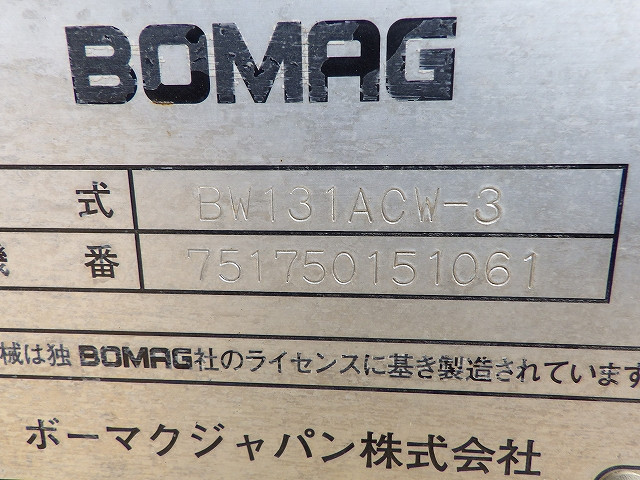 BOMAG
式 BW131ACW-3
機番 751750151061
械は独BOMAG社のライセンスに基き製造されています
ボーマクジャパン株式会社